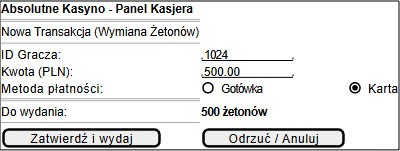 Absolutne Kasyno - Panel Kasjera
Nowa Transakcja (Wymiana Żetonów)
ID Gracza: 1024
Kwota (PLN): 500.00
Metoda płatności: Gotówka Karta
Do wydania: 500 żetonów
Zatwierdź i wydaj Odrzuć / Anuluj